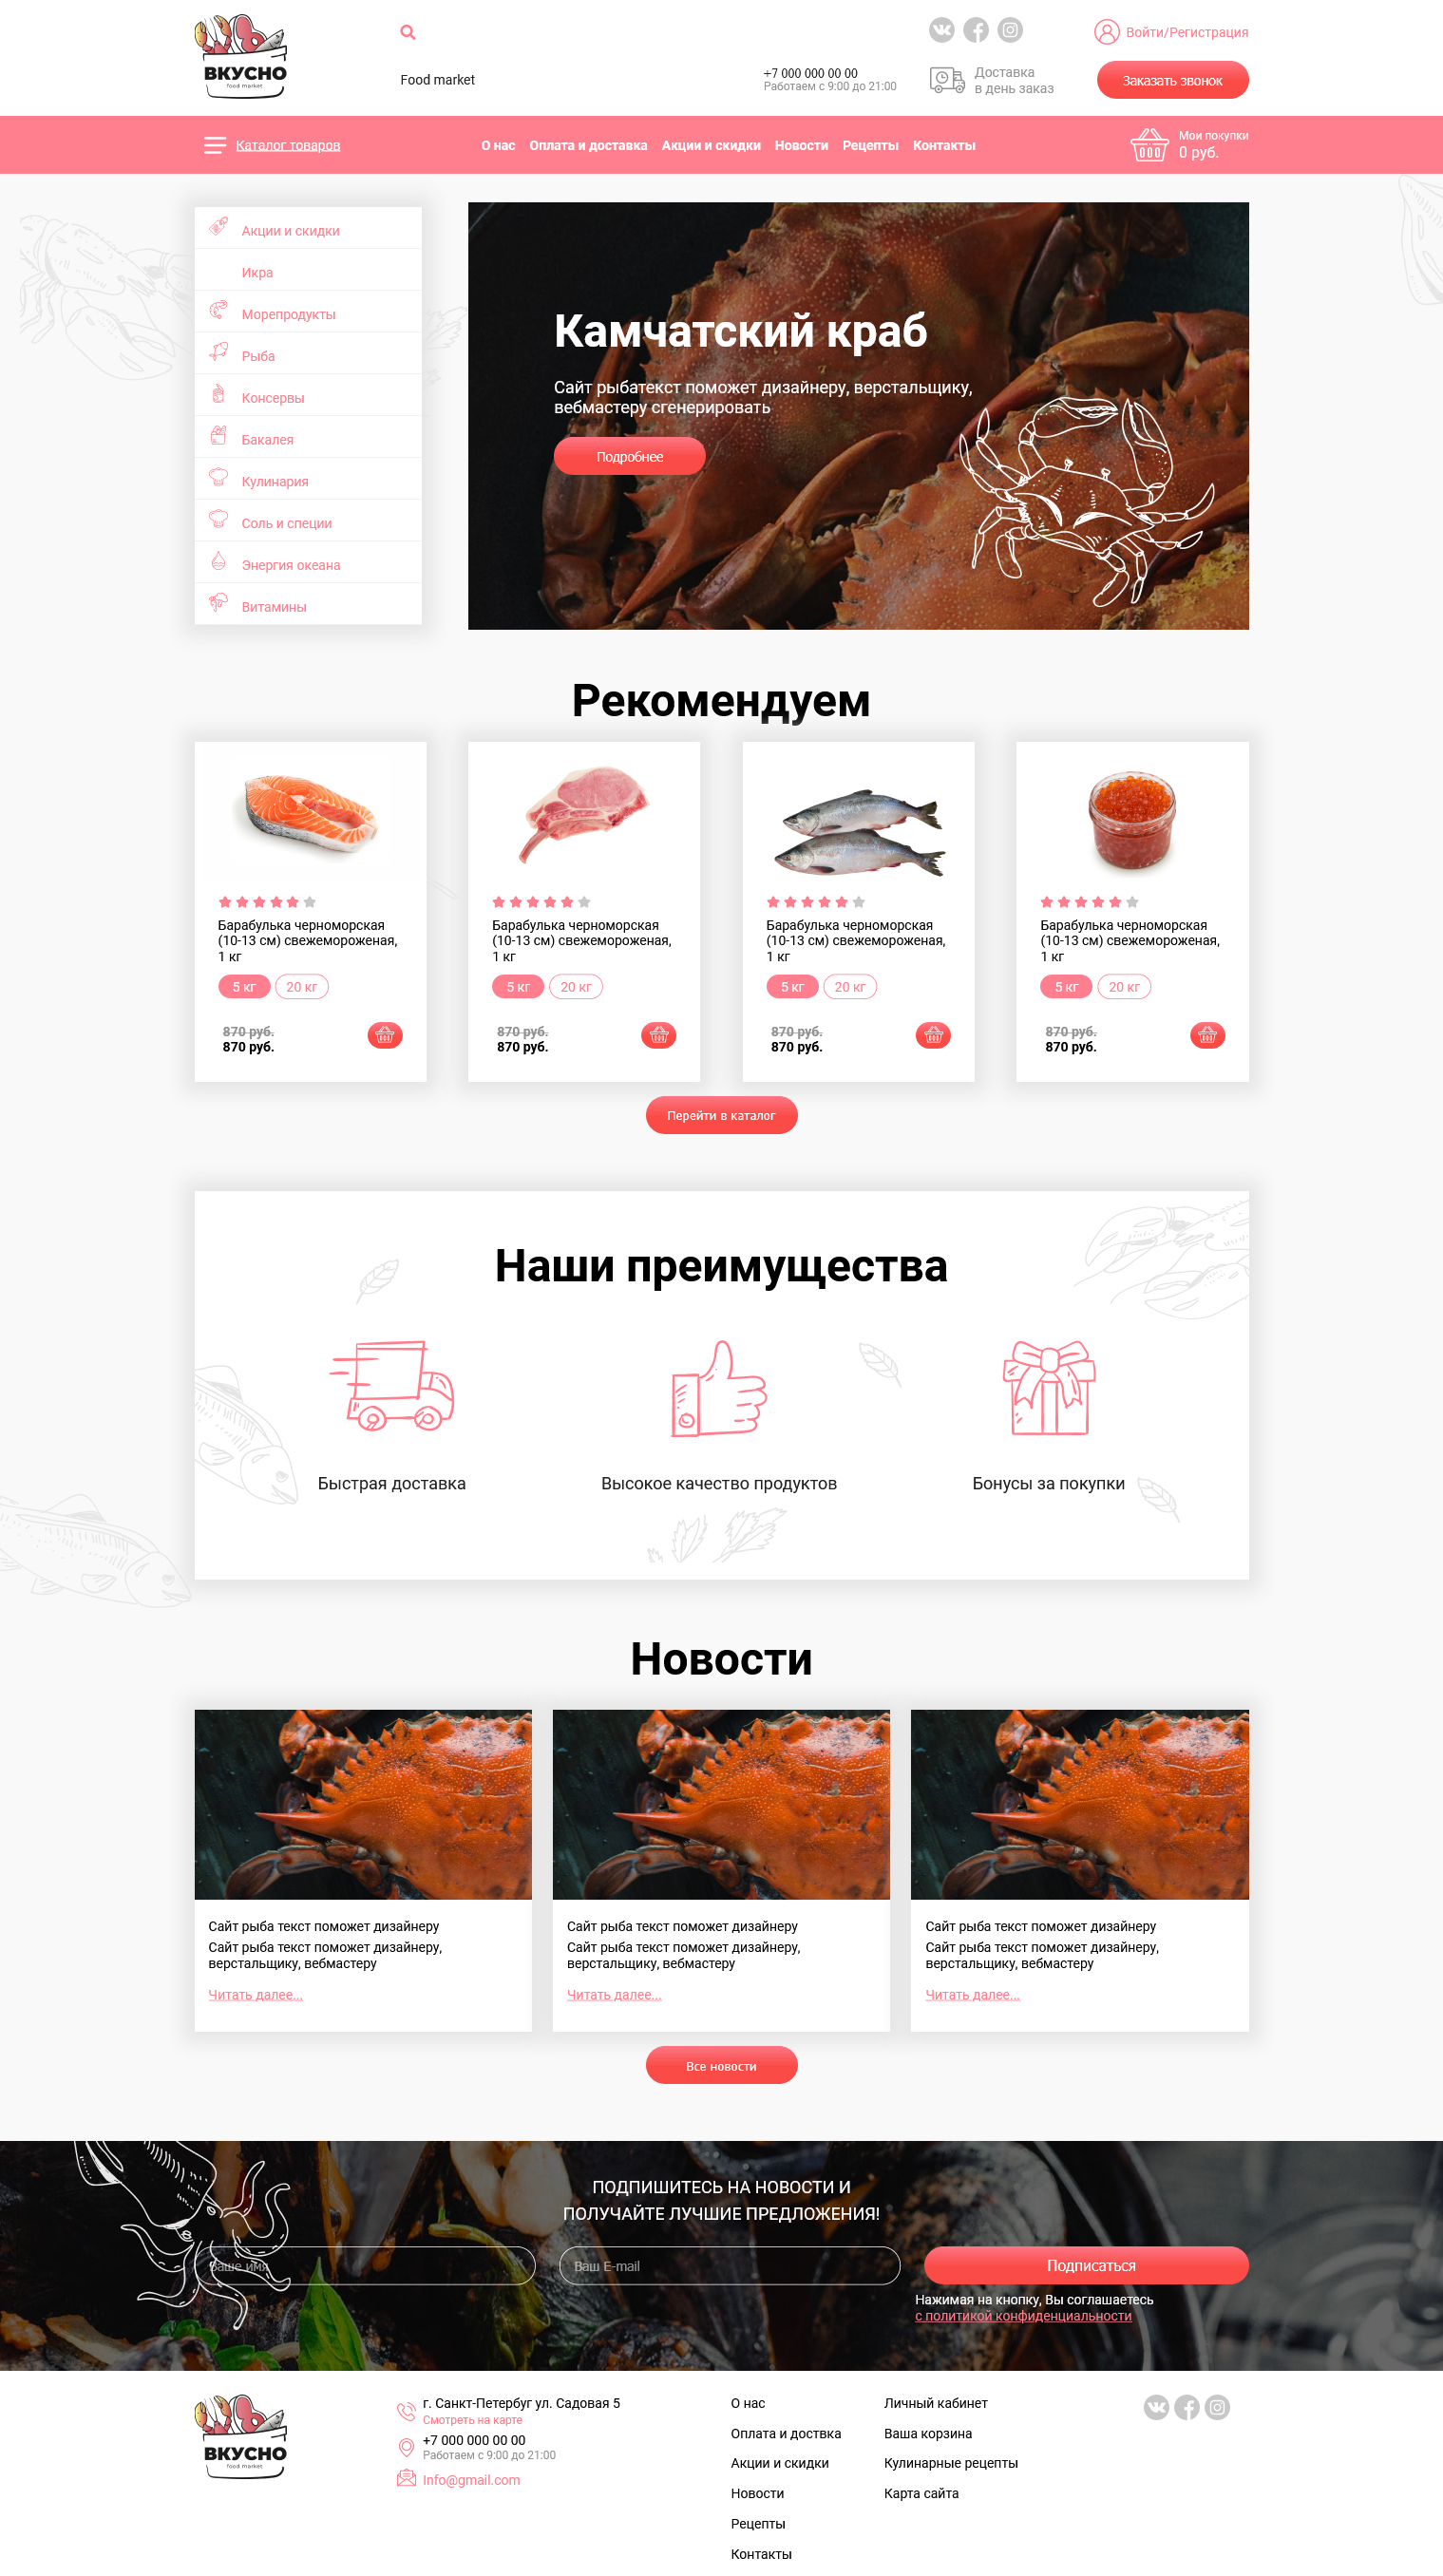 ВКУСНО
food market
Food market
+7 000 000 00 00
Работаем с 9:00 до 21:00
Доставка
в день заказ
Войти/Регистрация
Заказать звонок
Каталог товаров
О нас Оплата и доставка Акции и скидки Новости Рецепты Контакты
Мои покупки
0 руб.
Акции и скидки
Икра
Морепродукты
Рыба
Консервы
Бакалея
Кулинария
Соль и специи
Энергия океана
Витамины
Камчатский краб
Сайт рыбатекст поможет дизайнеру, верстальщику,
вебмастеру сгенерировать
Подробнее
Рекомендуем
Барабулька черноморская
(10-13 см) свежемороженая,
1 кг
5 кг 20 кг
870 руб.
870 руб.
Барабулька черноморская
(10-13 см) свежемороженая,
1 кг
5 кг 20 кг
870 руб.
870 руб.
Барабулька черноморская
(10-13 см) свежемороженая,
1 кг
5 кг 20 кг
870 руб.
870 руб.
Барабулька черноморская
(10-13 см) свежемороженая,
1 кг
5 кг 20 кг
870 руб.
870 руб.
Перейти в каталог
Наши преимущества
Быстрая доставка
Высокое качество продуктов
Бонусы за покупки
Новости
Сайт рыба текст поможет дизайнеру
Сайт рыба текст поможет дизайнеру,
верстальщику, вебмастеру
Читать далее...
Сайт рыба текст поможет дизайнеру
Сайт рыба текст поможет дизайнеру,
верстальщику, вебмастеру
Читать далее...
Сайт рыба текст поможет дизайнеру
Сайт рыба текст поможет дизайнеру,
верстальщику, вебмастеру
Читать далее...
Все новости
ПОДПИШИТЕСЬ НА НОВОСТИ И
ПОЛУЧАЙТЕ ЛУЧШИЕ ПРЕДЛОЖЕНИЯ!
Ваше имя
Ваш E-mail
Подписаться
Нажимая на кнопку, Вы соглашаетесь
с политикой конфиденциальности
ВКУСНО
food market
г. Санкт-Петербург ул. Садовая 5
Смотреть на карте
+7 000 000 00 00
Работаем с 9:00 до 21:00
Info@gmail.com
О нас
Оплата и доствка
Акции и скидки
Новости
Рецепты
Контакты
Личный кабинет
Ваша корзина
Кулинарные рецепты
Карта сайта